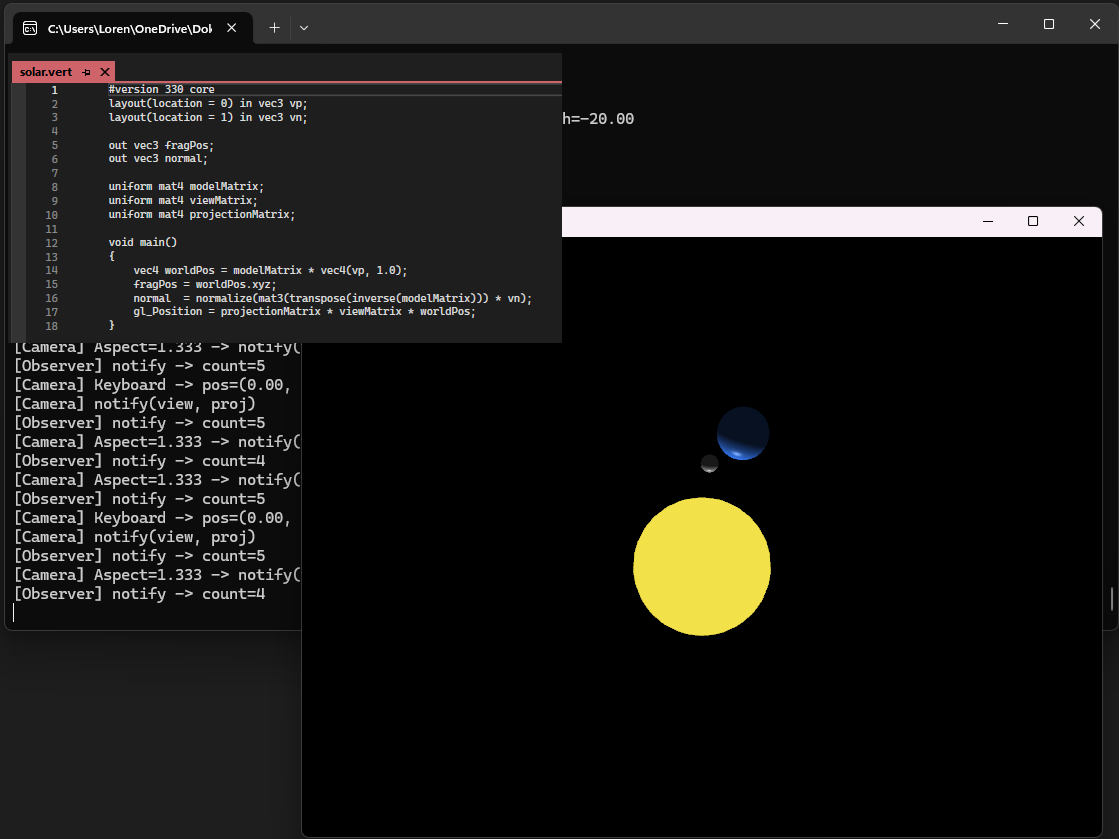 C:\Users\Loren\OneDrive\Dol
solar.vert
1 #version 330 core
2 layout(location = 0) in vec3 vp;
3 layout(location = 1) in vec3 vn;
4
5 out vec3 fragPos;
6 out vec3 normal;
7
8 uniform mat4 modelMatrix;
9 uniform mat4 viewMatrix;
10 uniform mat4 projectionMatrix;
11
12 void main()
13 {
14 vec4 worldPos = modelMatrix * vec4(vp, 1.0);
15 fragPos = worldPos.xyz;
16 normal = normalize(mat3(transpose(inverse(modelMatrix))) * vn);
17 gl_Position = projectionMatrix * viewMatrix * worldPos;
18 }
h=-20.00
[Camera] Aspect=1.333 -> notify(
[Observer] notify -> count=5
[Camera] Keyboard -> pos=(0.00,
[Camera] notify(view, proj)
[Observer] notify -> count=5
[Camera] Aspect=1.333 -> notify(
[Observer] notify -> count=4
[Camera] Aspect=1.333 -> notify(
[Observer] notify -> count=5
[Camera] Keyboard -> pos=(0.00,
[Camera] notify(view, proj)
[Observer] notify -> count=5
[Camera] Aspect=1.333 -> notify(
[Observer] notify -> count=4